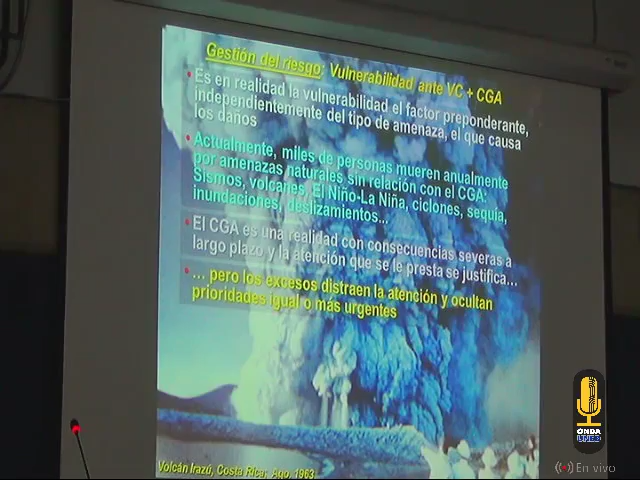 Gestión del riesgo: Vulnerabilidad ante VC + CGA
• Es en realidad la vulnerabilidad el factor preponderante,
independientemente del tipo de amenaza, el que causa
los daños
• Actualmente, miles de personas mueren anualmente
por amenazas naturales sin relación con el CGA:
Sismos, volcanes, El Niño-La Niña, ciclones, sequía,
inundaciones, deslizamientos...
• El CGA es una realidad con consecuencias severas a
largo plazo y la atención que se le presta se justifica...
• ... pero los excesos distraen la atención y ocultan
prioridades igual o más urgentes
Volcán Irazú, Costa Rica; Ago. 1963
ONDA
UNED
En vivo